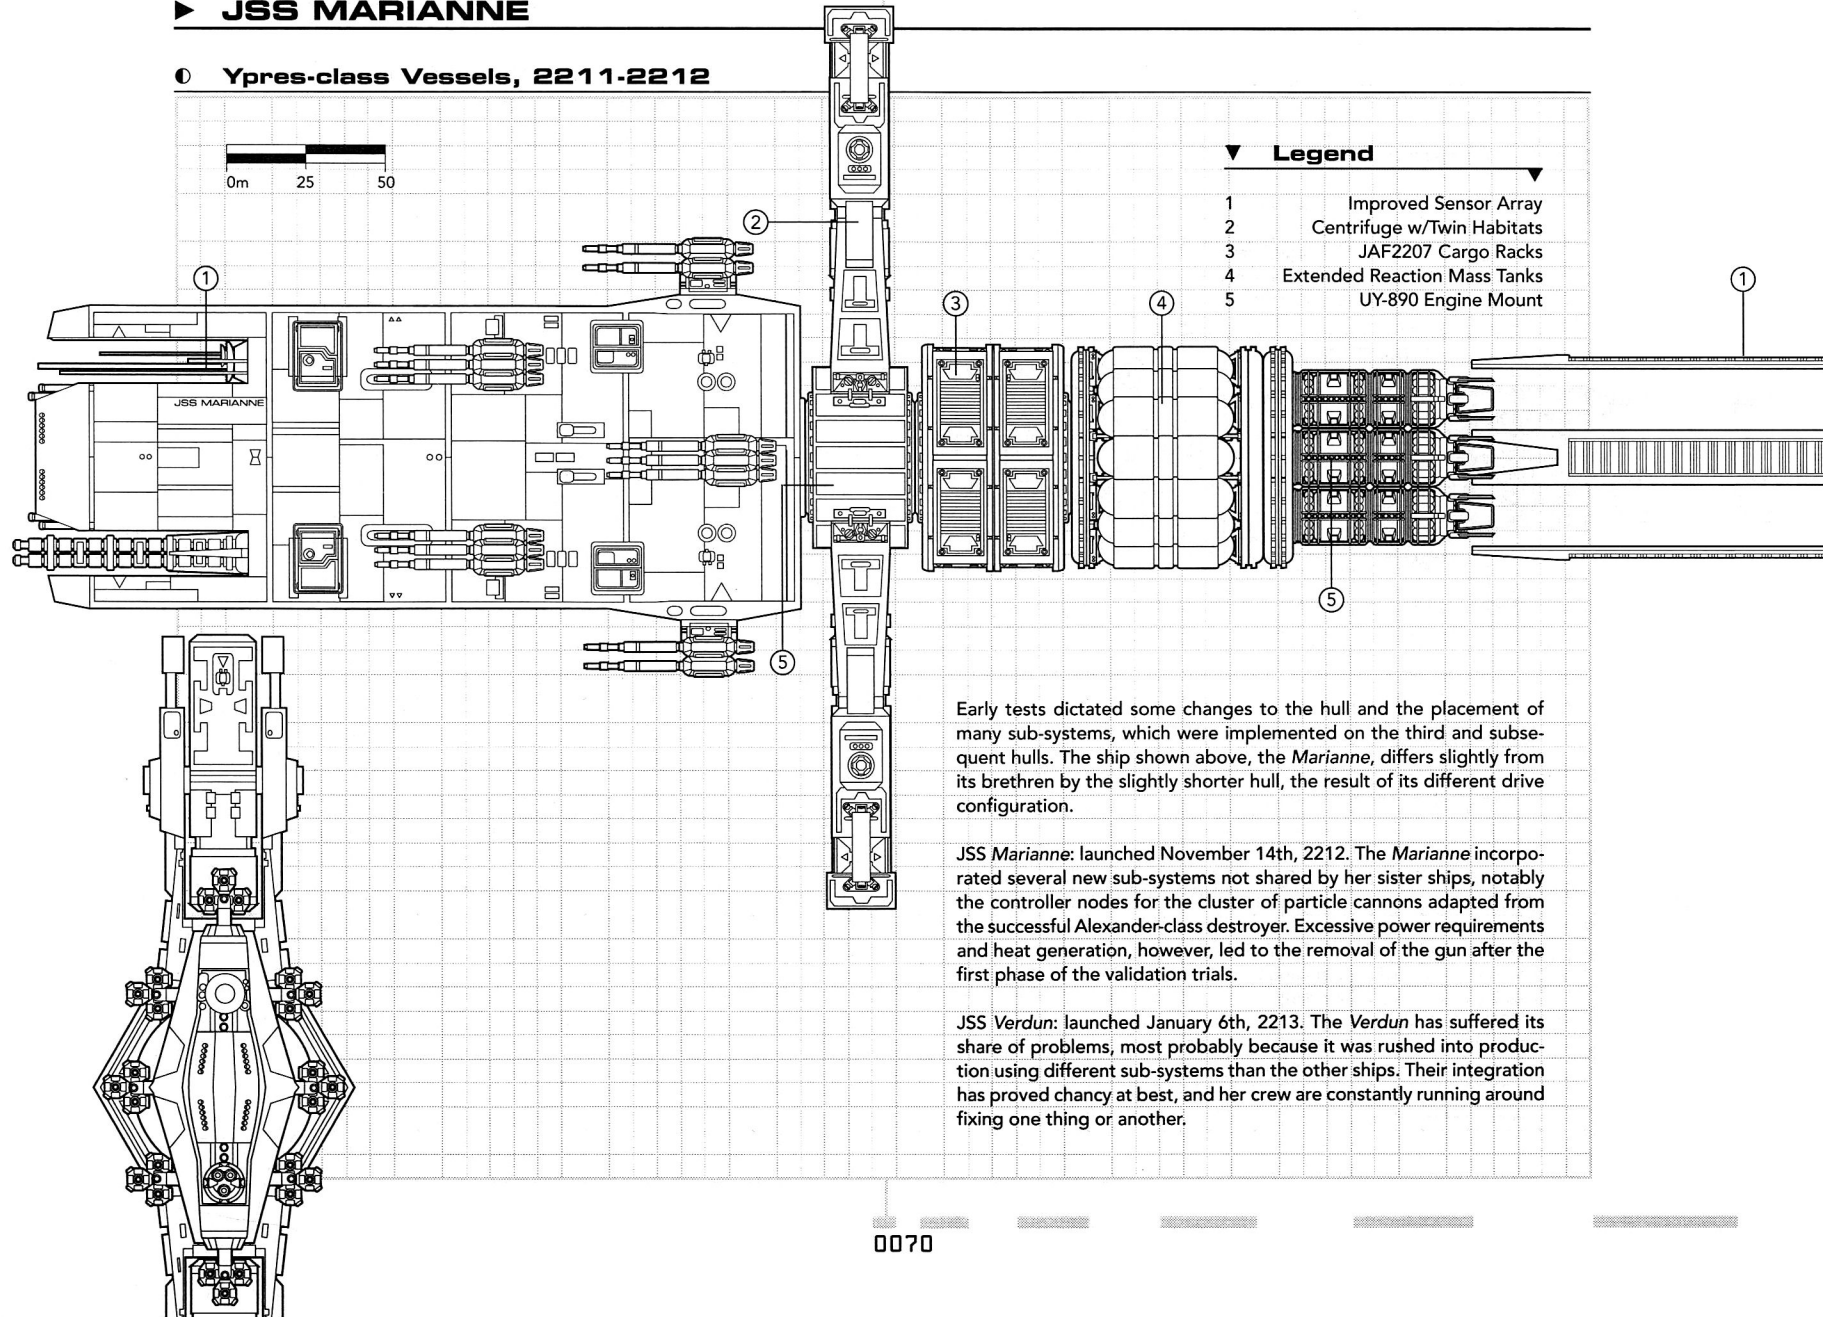 ► JSS MARIANNE
Ypres-class Vessels, 2211-2212
0m 25 50
▼ Legend
1 Improved Sensor Array
2 Centrifuge w/Twin Habitats
3 JAF2207 Cargo Racks
4 Extended Reaction Mass Tanks
5 UY-890 Engine Mount
2
1
3
4
1
JSS MARIANNE
5
5
Early tests dictated some changes to the hull and the placement of
many sub-systems, which were implemented on the third and subse-
quent hulls. The ship shown above, the Marianne, differs slightly from
its brethren by the slightly shorter hull, the result of its different drive
configuration.
JSS Marianne: launched November 14th, 2212. The Marianne incorpo-
rated several new sub-systems not shared by her sister ships, notably
the controller nodes for the cluster of particle cannons adapted from
the successful Alexander-class destroyer. Excessive power requirements
and heat generation, however, led to the removal of the gun after the
first phase of the validation trials.
JSS Verdun: launched January 6th, 2213. The Verdun has suffered its
share of problems, most probably because it was rushed into produc-
tion using different sub-systems than the other ships. Their integration
has proved chancy at best, and her crew are constantly running around
fixing one thing or another.
0070